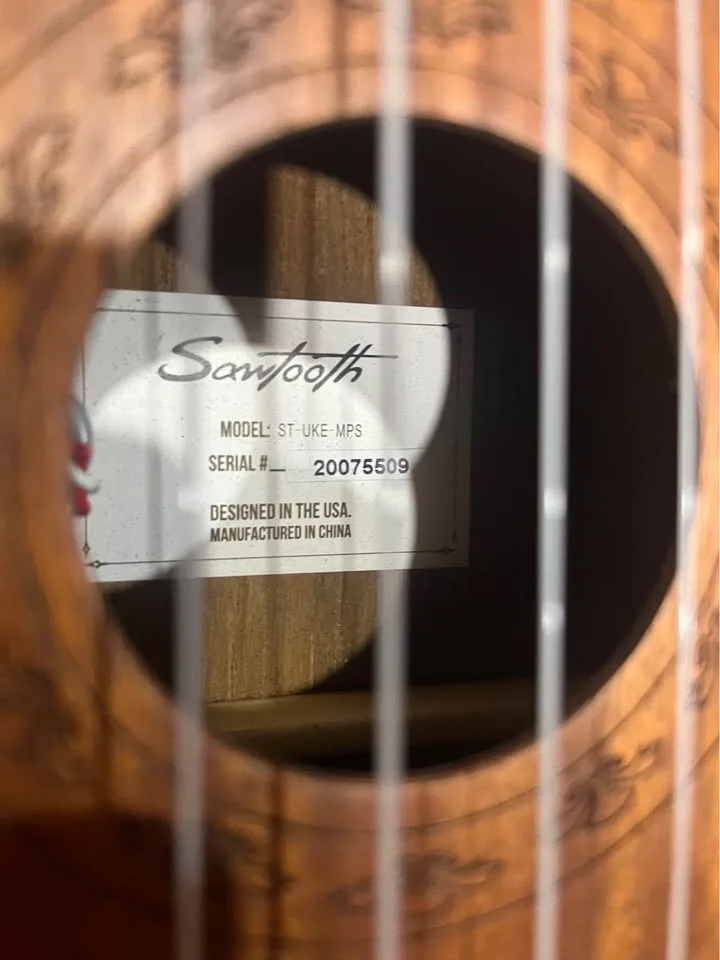 Sawtooth
MODEL: ST-UKE-MPS
SERIAL #_ 20075509
DESIGNED IN THE USA.
MANUFACTURED IN CHINA